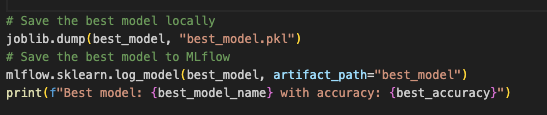 # Save the best model locally
joblib.dump(best_model, "best_model.pkl")
# Save the best model to MLflow
mlflow.sklearn.log_model(best_model, artifact_path="best_model")
print(f"Best model: {best_model_name} with accuracy: {best_accuracy}")